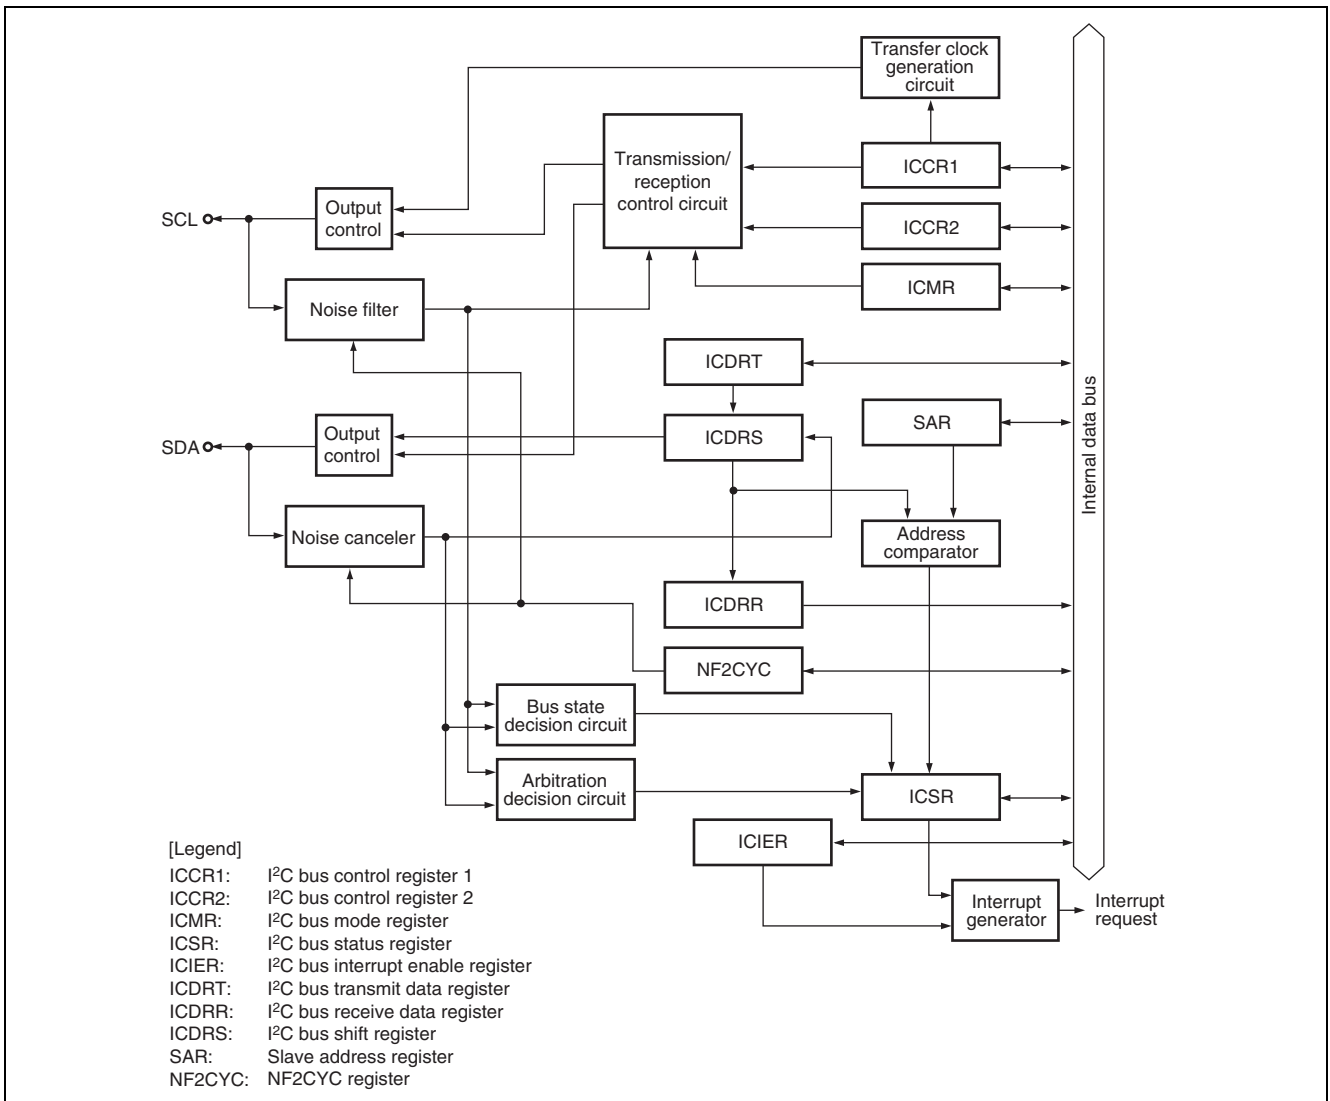 Transfer clock
generation
circuit
Transmission/
reception
control circuit
ICCR1
SCL
Output
control
ICCR2
ICMR
Noise filter
ICDRT
SAR
Internal data bus
SDA
Output
control
ICDRS
Noise canceler
Address
comparator
ICDRR
NF2CYC
Bus state
decision circuit
Arbitration
decision circuit
ICSR
ICIER
Interrupt
generator
Interrupt
request
[Legend]
ICCR1: I2C bus control register 1
ICCR2: I2C bus control register 2
ICMR: I2C bus mode register
ICSR: I2C bus status register
ICIER: I2C bus interrupt enable register
ICDRT: I2C bus transmit data register
ICDRR: I2C bus receive data register
ICDRS: I2C bus shift register
SAR: Slave address register
NF2CYC: NF2CYC register